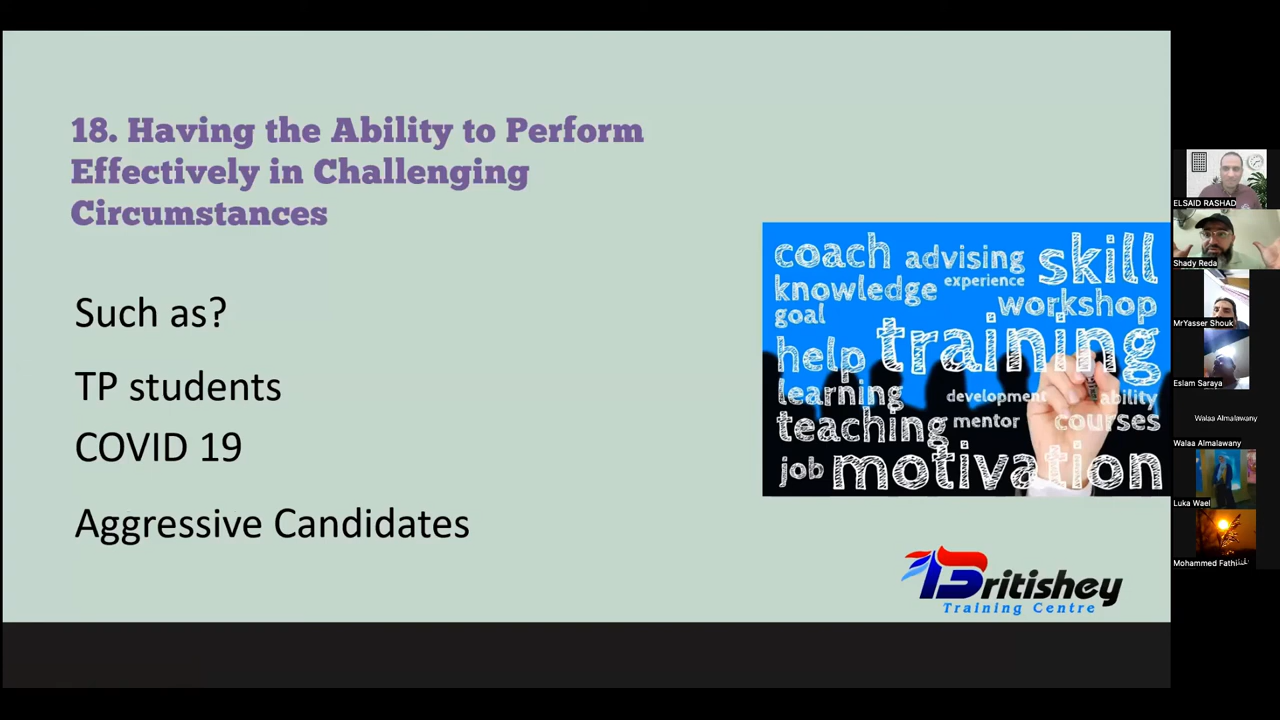 18. Having the Ability to Perform
Effectively in Challenging
Circumstances
Such as?
TP students
COVID 19
Aggressive Candidates
coach advising skill
knowledge experience
goal workshop
help training
learning development ability
teaching mentor courses
job motivation
Britishey
Training Centre
ELSAID RASHAD
Shady Reda
MrYasser Shouk
Eslam Saraya
Walaa Almalawany
Walaa Almalawany
Luka Wael
Mohammed Fathi